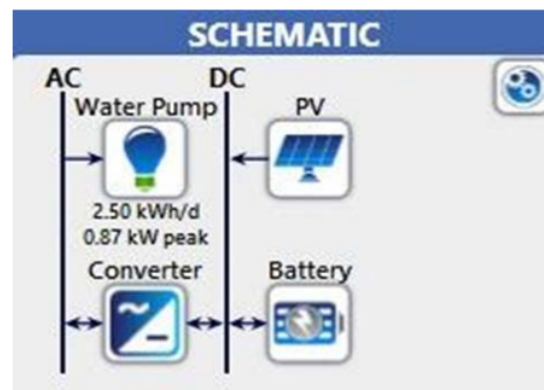 SCHEMATIC
AC
DC
Water Pump
PV
2.50 kWh/d
0.87 kW peak
Converter
Battery